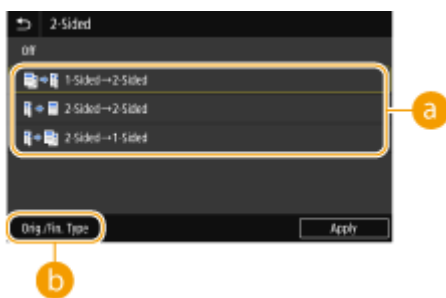 2-Sided
Off
1-Sided→2-Sided
2-Sided→2-Sided
2-Sided→1-Sided
a
Orig./Fin. Type
Apply
b